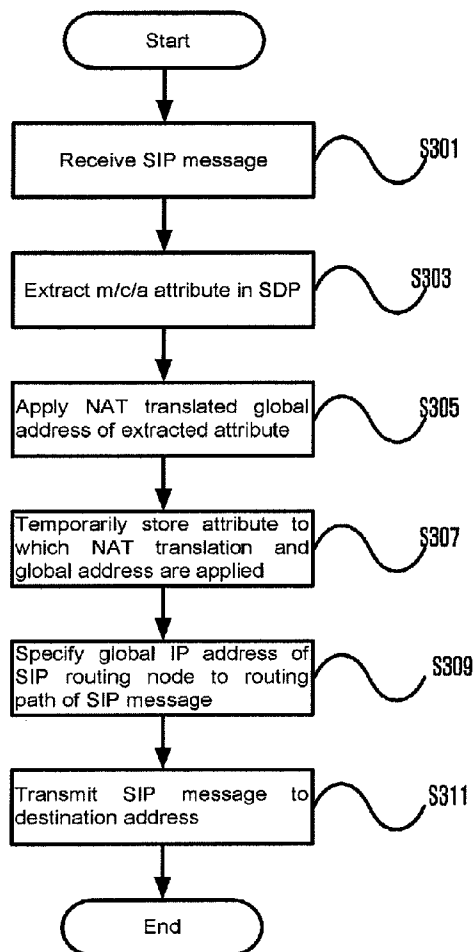 Start
Receive SIP message
S301
Extract m/c/a attribute in SDP
S303
Apply NAT translated global
address of extracted attribute
S305
Temporarily store attribute to
which NAT translation and
global address are applied
S307
Specify global IP address of
SIP routing node to routing
path of SIP message
S309
Transmit SIP message to
destination address
S311
End